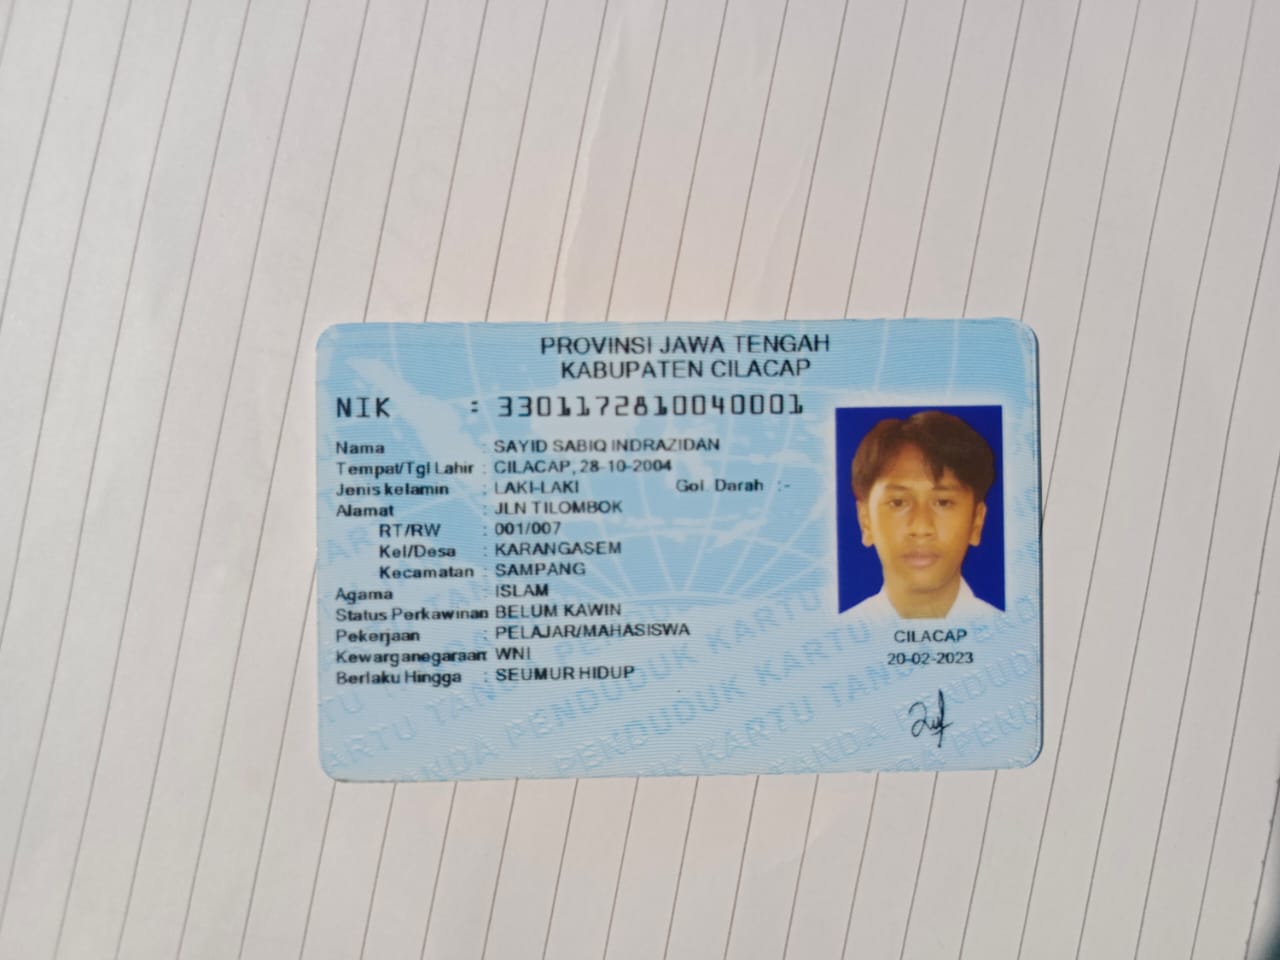 PROVINSI JAWA TENGAH
KABUPATEN CILACAP
NIK : 3301172810040001
Nama : SAYID SABIQ INDRAZIDAN
Tempat/Tgl Lahir : CILACAP, 28-10-2004
Jenis kelamin : LAKI-LAKI Gol. Darah :-
Alamat : JLN TILOMBOK
RT/RW : 001/007
Kel/Desa : KARANGASEM
Kecamatan : SAMPANG
Agama : ISLAM
Status Perkawinan BELUM KAWIN
Pekerjaan : PELAJAR/MAHASISWA
Kewarganegaraan WNI
Berlaku Hingga : SEUMUR HIDUP
CILACAP
20-02-2023
KARTU TANDA PENDUDUK KARTU